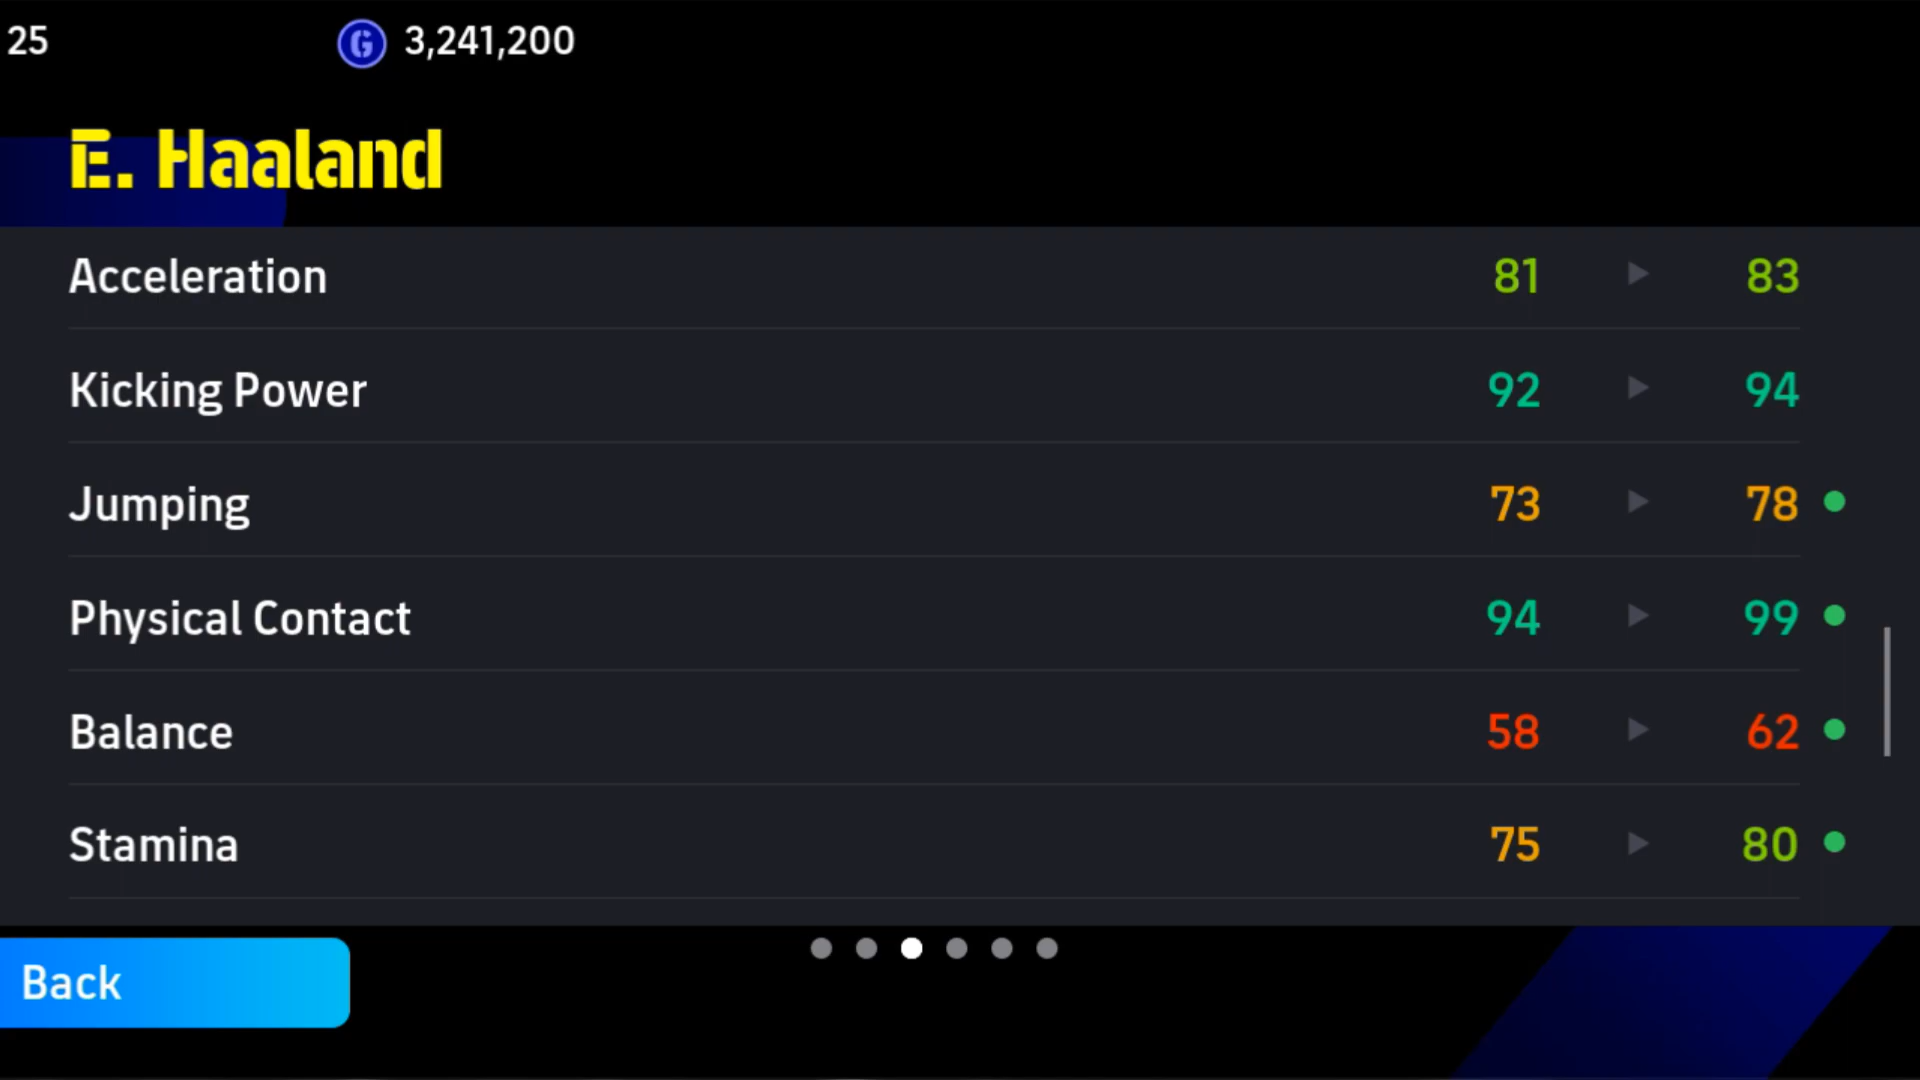 25
G 3,241,200
E. Haaland
Acceleration 81 83
Kicking Power 92 94
Jumping 73 78
Physical Contact 94 99
Balance 58 62
Stamina 75 80
Back